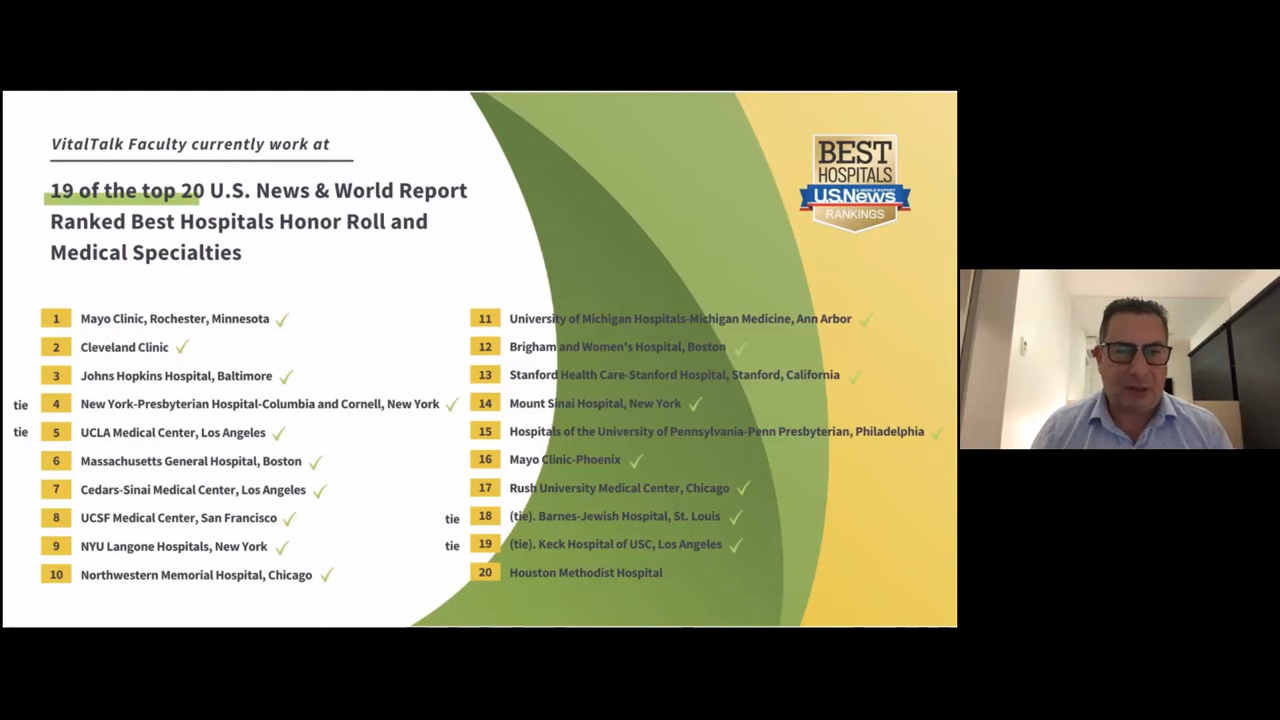 VitalTalk Faculty currently work at
19 of the top 20 U.S. News & World Report
Ranked Best Hospitals Honor Roll and
Medical Specialties
BEST
HOSPITALS
& WORLD REPORT
U.S.News
RANKINGS
1 Mayo Clinic, Rochester, Minnesota
2 Cleveland Clinic
3 Johns Hopkins Hospital, Baltimore
tie 4 New York-Presbyterian Hospital-Columbia and Cornell, New York
tie 5 UCLA Medical Center, Los Angeles
6 Massachusetts General Hospital, Boston
7 Cedars-Sinai Medical Center, Los Angeles
8 UCSF Medical Center, San Francisco
9 NYU Langone Hospitals, New York
10 Northwestern Memorial Hospital, Chicago
11 University of Michigan Hospitals-Michigan Medicine, Ann Arbor
12 Brigham and Women's Hospital, Boston
13 Stanford Health Care-Stanford Hospital, Stanford, California
14 Mount Sinai Hospital, New York
15 Hospitals of the University of Pennsylvania-Penn Presbyterian, Philadelphia
16 Mayo Clinic-Phoenix
17 Rush University Medical Center, Chicago
tie 18 (tie). Barnes-Jewish Hospital, St. Louis
tie 19 (tie). Keck Hospital of USC, Los Angeles
20 Houston Methodist Hospital